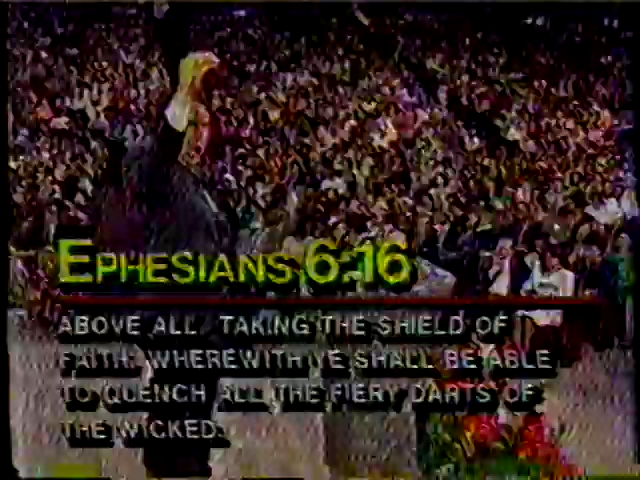 EPHESIANS 6:16
ABOVE ALL, TAKING THE SHIELD OF
FAITH, WHEREWITH YE SHALL BE ABLE
TO QUENCH ALL THE FIERY DARTS OF
THE WICKED.